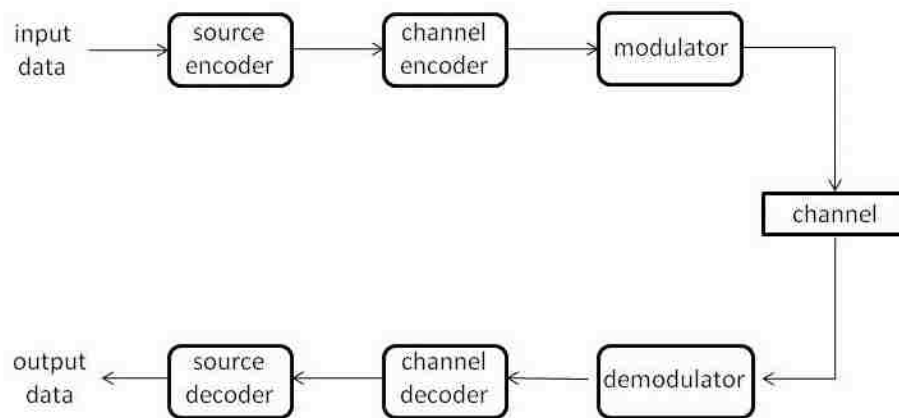 input
data
source
encoder
channel
encoder
modulator
channel
output
data
source
decoder
channel
decoder
demodulator